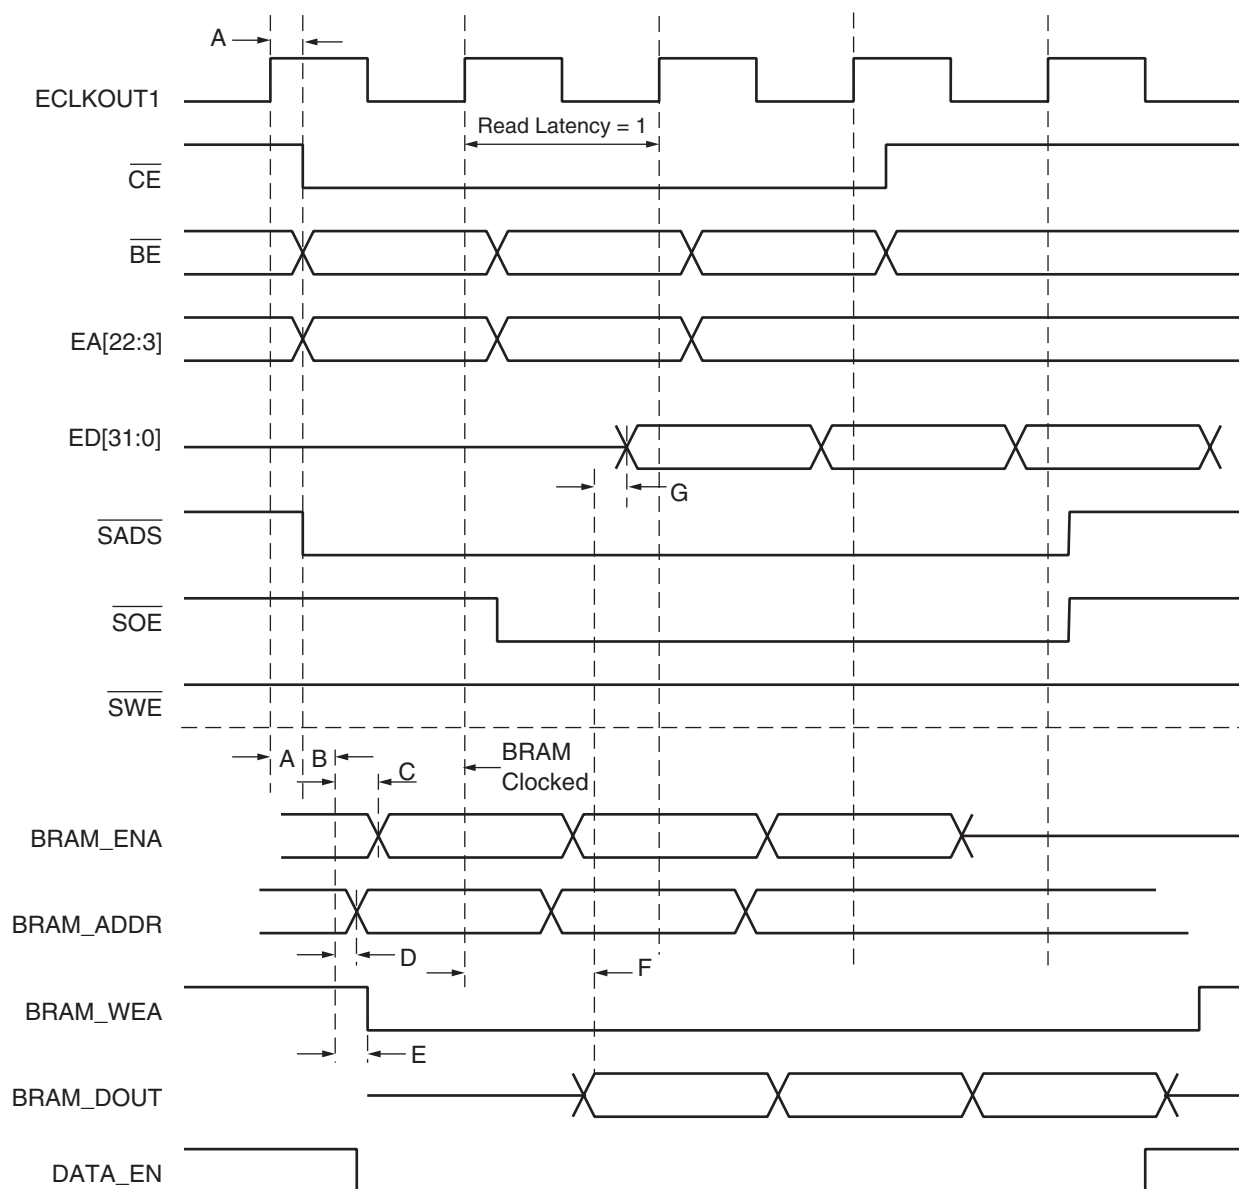 A
ECLKOUT1
Read Latency = 1
CE
BE
EA[22:3]
ED[31:0]
G
SADS
SOE
SWE
A B
BRAM
C
Clocked
BRAM_ENA
BRAM_ADDR
D
F
BRAM_WEA
E
BRAM_DOUT
DATA_EN